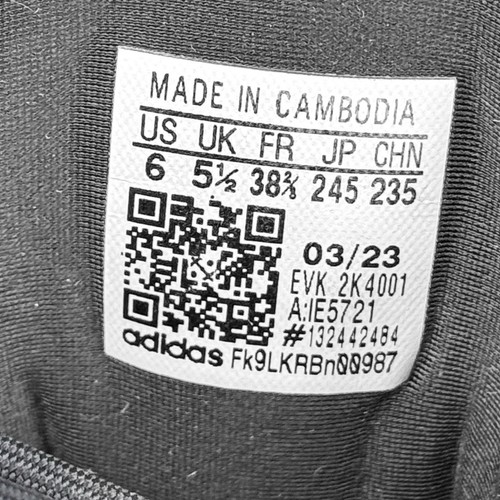 MADE IN CAMBODIA
US UK FR JP CHN
6 5½ 38⅔ 245 235
03/23
EVK 2K4001
A:IE5721
#132442484
adidas Fk9LKRBn00987